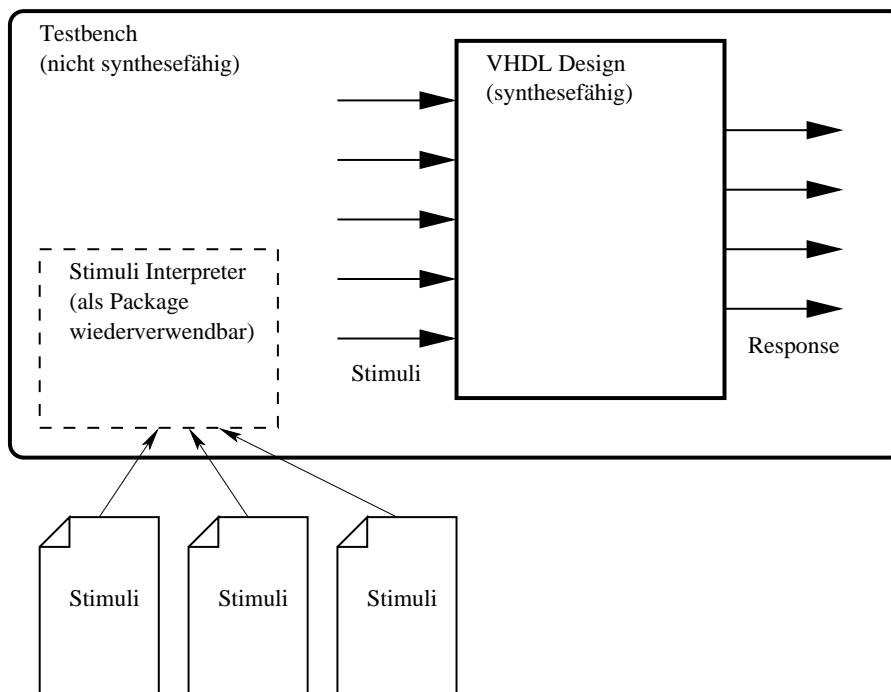 Testbench
(nicht synthesefähig)
VHDL Design
(synthesefähig)
Stimuli Interpreter
(als Package
wiederverwendbar)
Stimuli
Response
Stimuli
Stimuli
Stimuli